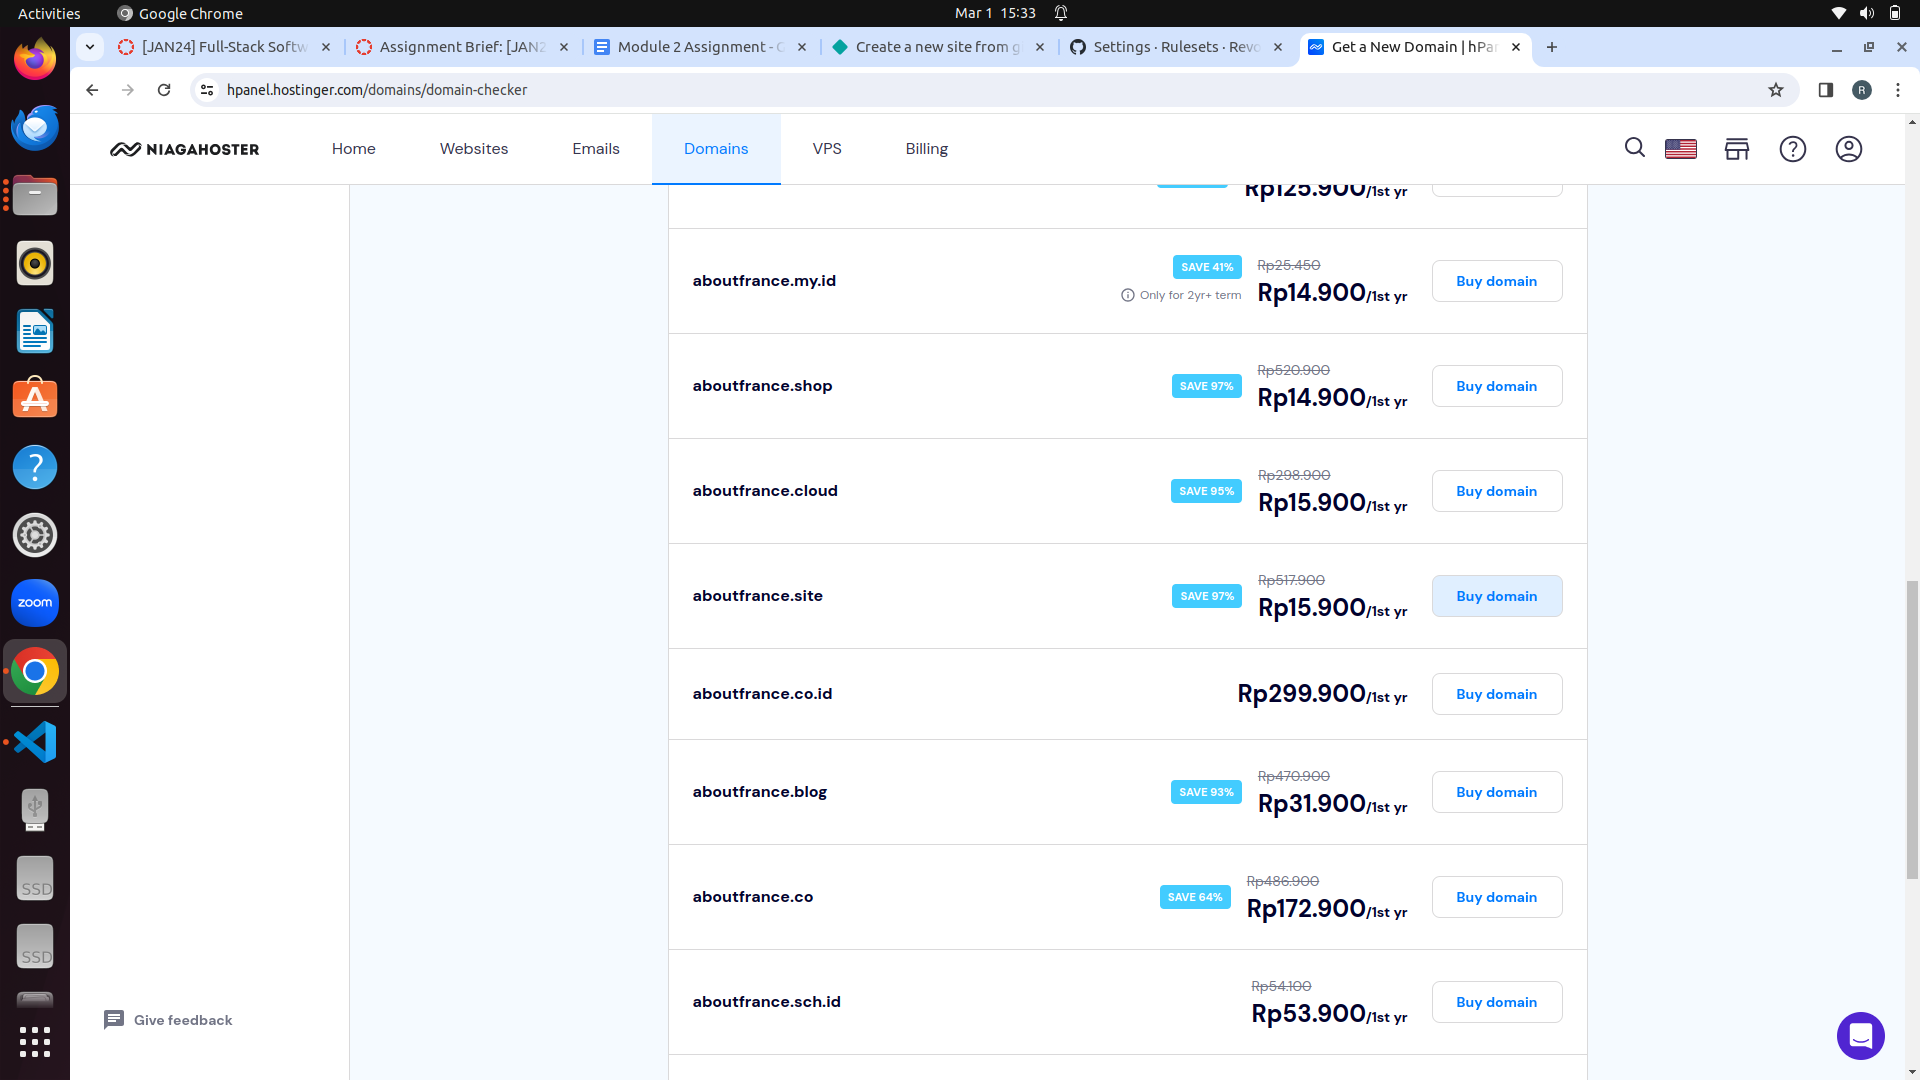 Activities
Google Chrome
Mar 1 15:33
[JAN24] Full-Stack Softw
Assignment Brief: [JAN2
Module 2 Assignment - G
Create a new site from g
Settings · Rulesets · Revo
Get a New Domain | hPan
hpanel.hostinger.com/domains/domain-checker
R
NIAGAHOSTER
Home
Websites
Emails
Domains
VPS
Billing
Rp125.900/1st yr
aboutfrance.my.id
SAVE 41%
Only for 2yr+ term
Rp25.450
Rp14.900/1st yr
Buy domain
aboutfrance.shop
SAVE 97%
Rp520.900
Rp14.900/1st yr
Buy domain
aboutfrance.cloud
SAVE 95%
Rp298.900
Rp15.900/1st yr
Buy domain
aboutfrance.site
SAVE 97%
Rp517.900
Rp15.900/1st yr
Buy domain
aboutfrance.co.id
Rp299.900/1st yr
Buy domain
aboutfrance.blog
SAVE 93%
Rp470.900
Rp31.900/1st yr
Buy domain
aboutfrance.co
SAVE 64%
Rp486.900
Rp172.900/1st yr
Buy domain
aboutfrance.sch.id
Rp54.100
Rp53.900/1st yr
Buy domain
Give feedback
zoom
SSD
SSD